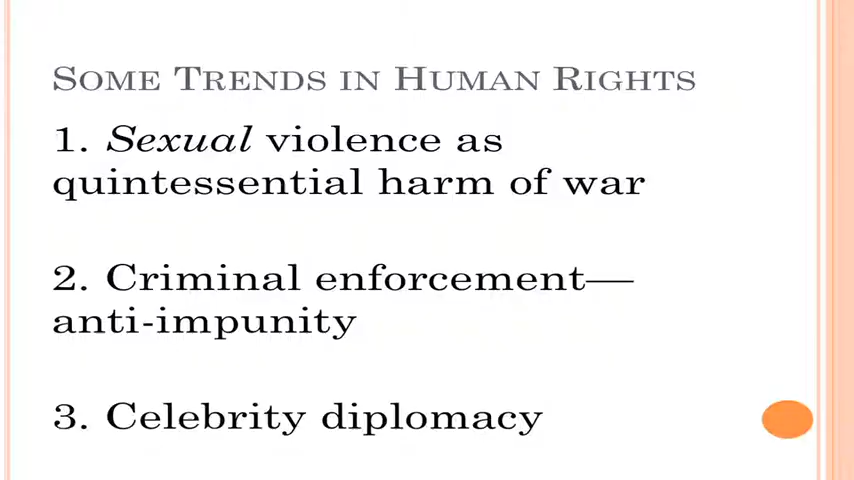 SOME TRENDS IN HUMAN RIGHTS
1. Sexual violence as
quintessential harm of war
2. Criminal enforcement—
anti-impunity
3. Celebrity diplomacy